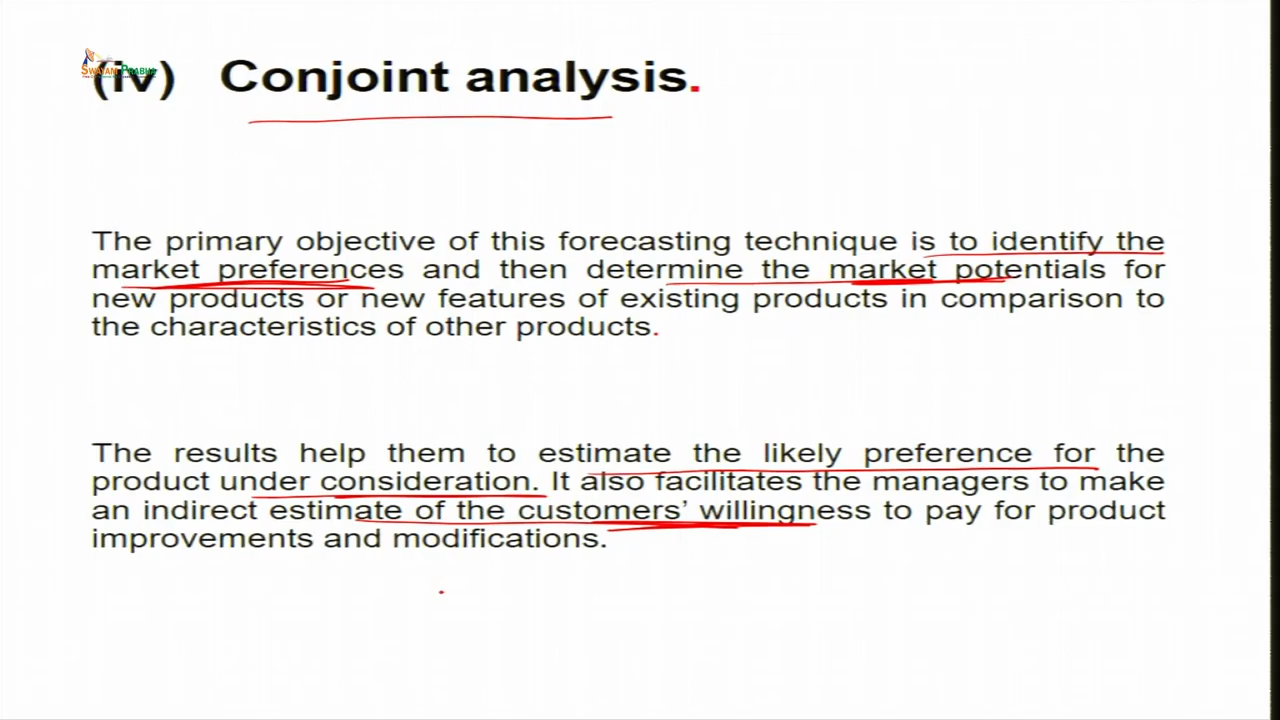 SWAYAM PRABHA
(iv) Conjoint analysis.
The primary objective of this forecasting technique is to identify the
market preferences and then determine the market potentials for
new products or new features of existing products in comparison to
the characteristics of other products.
The results help them to estimate the likely preference for the
product under consideration. It also facilitates the managers to make
an indirect estimate of the customers’ willingness to pay for product
improvements and modifications.